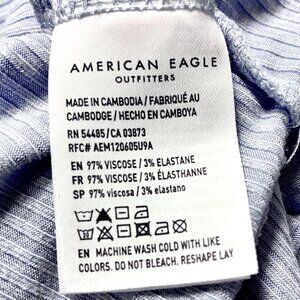 AMERICAN EAGLE
OUTFITTERS
MADE IN CAMBODIA / FABRIQUÉ AU
CAMBODGE / HECHO EN CAMBOYA
RN 54485/CA 03873
RFC# AEM120605U9A
EN 97% VISCOSE / 3% ELASTANE
FR 97% VISCOSE / 3% ÉLASTHANNE
SP 97% viscosa / 3% elastano
EN MACHINE WASH COLD WITH LIKE
COLORS. DO NOT BLEACH. RESHAPE LAY